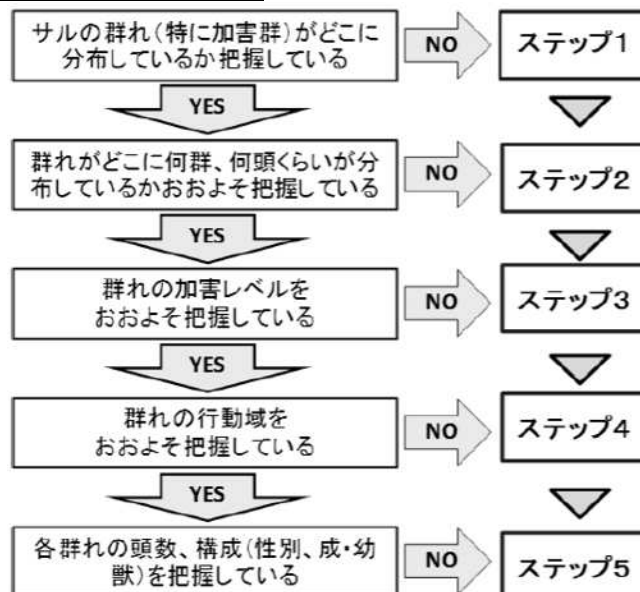 サルの群れ(特に加害群)がどこに
分布しているか把握している
NO
ステップ1
YES
群れがどこに何群、何頭くらいが分
布しているかおおよそ把握している
NO
ステップ2
YES
群れの加害レベルを
おおよそ把握している
NO
ステップ3
YES
群れの行動域を
おおよそ把握している
NO
ステップ4
YES
各群れの頭数、構成(性別、成・幼
獣)を把握している
NO
ステップ5